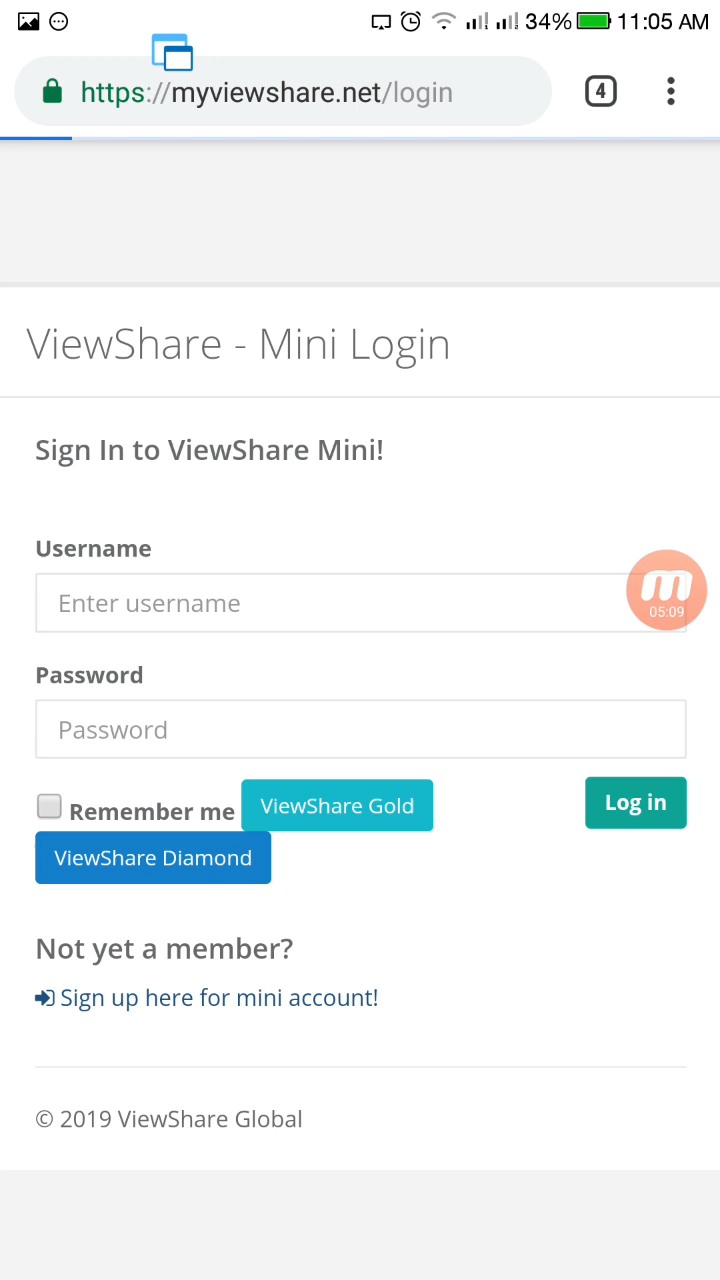 34% 11:05 AM
https://myviewshare.net/login 4
ViewShare - Mini Login
Sign In to ViewShare Mini!
Username
Enter username
m
05:09
Password
Password
Remember me ViewShare Gold Log in
ViewShare Diamond
Not yet a member?
Sign up here for mini account!
© 2019 ViewShare Global